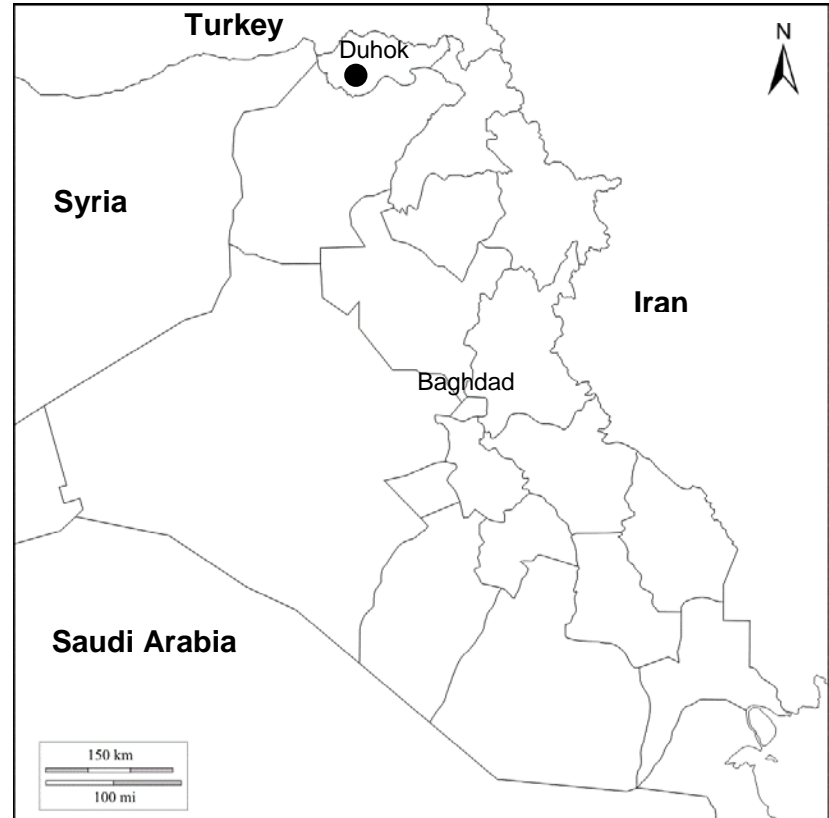 Turkey
N
Duhok
Syria
Iran
Baghdad
Saudi Arabia
150 km
100 mi